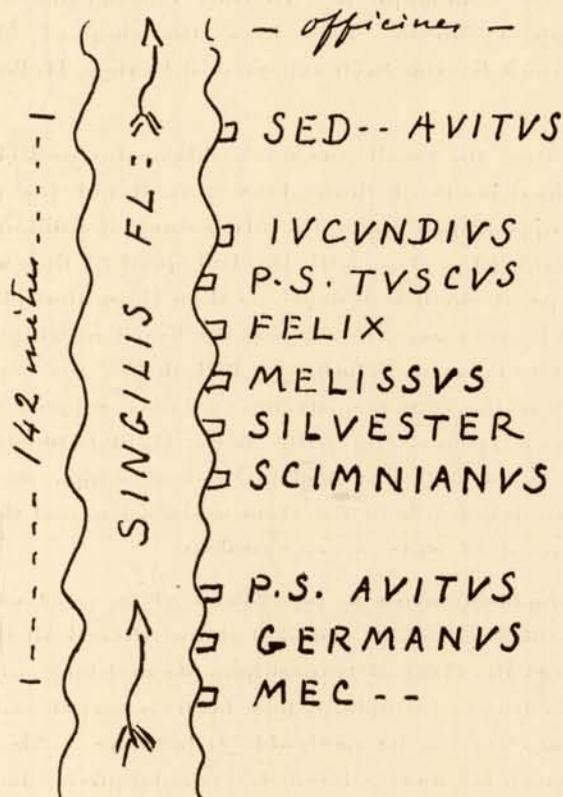 — officines —
SED-- AVITVS
IVCVNDIVS
P.S. TVSCVS
FELIX
MELISSVS
SILVESTER
SCIMNIANVS
P.S. AVITVS
GERMANVS
MEC--
SINGILIS FL:
142 mètres